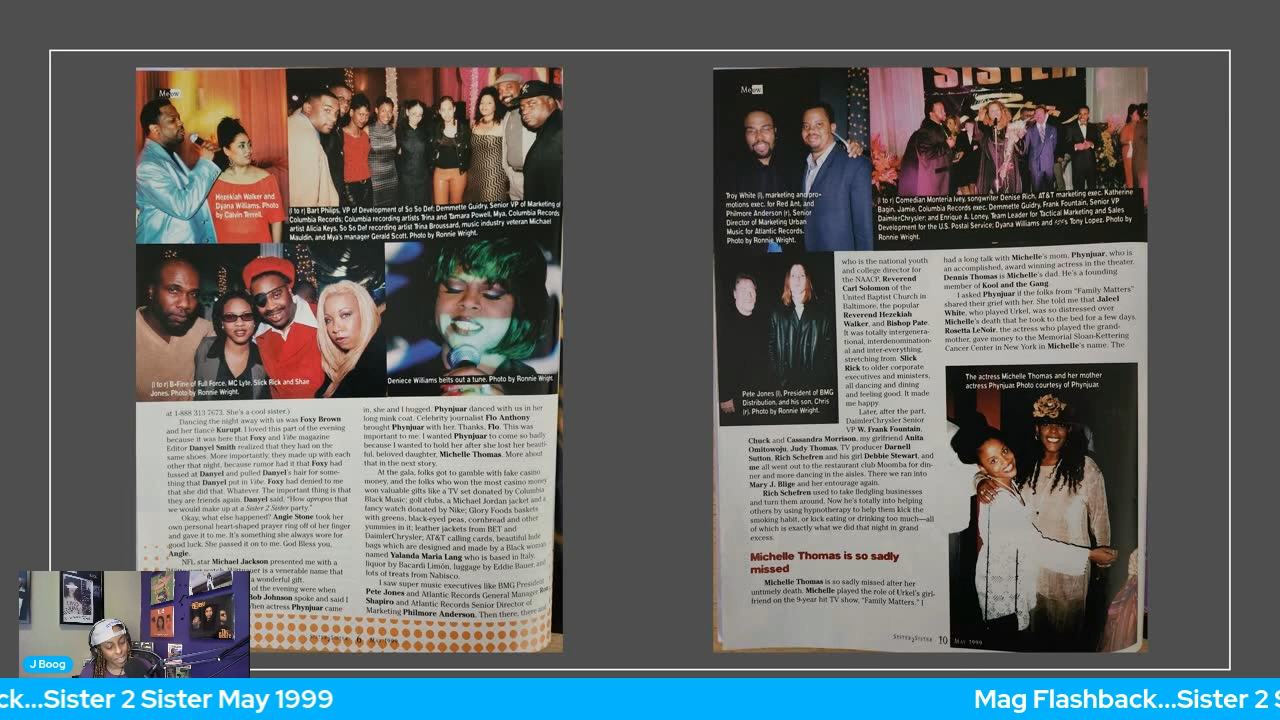 Meow
Hezekiah Walker and
Dyana Williams. Photo
by Calvin Terrell.
(l to r) Bart Philips, VP of Development of So So Def; Demmette Guidry, Senior VP of Marketing of
Columbia Records; Columbia recording artists Trina and Tamara Powell, Mya, Columbia Records
artist Alicia Keys, So So Def recording artist Trina Broussard, music industry veteran Michael
Mauldin, and Mya's manager Gerald Scott. Photo by Ronnie Wright.
(l to r) B-Fine of Full Force, MC Lyte, Slick Rick and Shae
Jones. Photo by Ronnie Wright.
Deniece Williams belts out a tune. Photo by Ronnie Wright.
at 1-888 313 7673. She's a cool sister.)
Dancing the night away with us was Foxy Brown
and her fiancé Kurupt. I loved this part of the evening
because it was here that Foxy and Vibe magazine
Editor Danyel Smith realized that they had on the
same shoes. More importantly, they made up with each
other that night, because rumor had it that Foxy had
fussed at Danyel and pulled Danyel's hair for some-
thing that Danyel put in Vibe. Foxy had denied to me
that she did that. Whatever. The important thing is that
they are friends again. Danyel said, "How apropos that
we would make up at a Sister 2 Sister party."
Okay, what else happened? Angie Stone took her
own personal heart-shaped prayer ring off of her finger
and gave it to me. It's something she always wore for
good luck. She passed it on to me. God Bless you,
Angie.
NFL star Michael Jackson presented me with a
is a venerable name that
a wonderful gift.
of the evening were when
Bob Johnson spoke and said I
When actress Phynjuar came
in, she and I hugged. Phynjuar danced with us in her
long mink coat. Celebrity journalist Flo Anthony
brought Phynjuar with her. Thanks, Flo. This was
important to me. I wanted Phynjuar to come so badly
because I wanted to hold her after she lost her beauti-
ful, beloved daughter, Michelle Thomas. More about
that in the next story.
At the gala, folks got to gamble with fake casino
money, and the folks who won the most casino money
won valuable gifts like a TV set donated by Columbia
Black Music; golf clubs, a Michael Jordan jacket and a
fancy watch donated by Nike; Glory Foods baskets
with greens, black-eyed peas, cornbread and other
yummies in it; leather jackets from BET and
DaimlerChrysler; AT&T calling cards, beautiful Iude
bags which are designed and made by a Black woman
named Yalanda Maria Lang who is based in Italy,
liquor by Bacardi Limón, luggage by Eddie Bauer, and
lots of treats from Nabisco.
I saw super music executives like BMG President
Pete Jones and Atlantic Records General Manager Ron
Shapiro and Atlantic Records Senior Director of
Marketing Philmore Anderson. Then there, there
SISTER2SISTER 6 MAY 1999
Meow
SISTER
Troy White (l), marketing and pro-
motions exec. for Red Ant, and
Philmore Anderson (r), Senior
Director of Marketing Urban
Music for Atlantic Records.
Photo by Ronnie Wright.
(l to r) Comedian Monteria Ivey, songwriter Denise Rich, AT&T marketing exec. Katherine
Bagin, Jamie, Columbia Records exec. Demmette Guidry, Frank Fountain, Senior VP
DaimlerChrysler; and Enrique A. Loney, Team Leader for Tactical Marketing and Sales
Development for the U.S. Postal Service; Dyana Williams and Tony Lopez. Photo by
Ronnie Wright.
Pete Jones (l), President of BMG
Distribution, and his son, Chris
(r). Photo by Ronnie Wright.
who is the national youth
and college director for
the NAACP, Reverend
Carl Solomon of the
United Baptist Church in
Baltimore, the popular
Reverend Hezekiah
Walker, and Bishop Pate.
It was totally intergenera-
tional, interdenomination-
al and inter-everything,
stretching from Slick
Rick to older corporate
executives and ministers,
all dancing and dining
and feeling good. It made
me happy.
Later, after the part,
DaimlerChrysler Senior
VP W. Frank Fountain,
Chuck and Cassandra Morrison, my girlfriend Anita
Omitowoju, Judy Thomas, TV producer Darnell
Sutton, Rich Schefren and his girl Debbie Stewart, and
me all went out to the restaurant club Moomba for din-
ner and more dancing in the aisles. There we ran into
Mary J. Blige and her entourage again.
Rich Schefren used to take fledgling businesses
and turn them around. Now he's totally into helping
others by using hypnotherapy to help them kick the
smoking habit, or kick eating or drinking too much—all
of which is exactly what we did that night in grand
excess.
Michelle Thomas is so sadly
missed
Michelle Thomas is so sadly missed after her
untimely death. Michelle played the role of Urkel's girl-
friend on the 9-year hit TV show, "Family Matters." I
had a long talk with Michelle's mom, Phynjuar, who is
an accomplished, award winning actress in the theater.
Dennis Thomas is Michelle's dad. He's a founding
member of Kool and the Gang.
I asked Phynjuar if the folks from "Family Matters"
shared their grief with her. She told me that Jaleel
White, who played Urkel, was so distressed over
Michelle's death that he took to the bed for a few days.
Rosetta LeNoir, the actress who played the grand-
mother, gave money to the Memorial Sloan-Kettering
Cancer Center in New York in Michelle's name. The
The actress Michelle Thomas and her mother
actress Phynjuar. Photo courtesy of Phynjuar.
SISTER2SISTER 10 MAY 1999
J Boog
ck...Sister 2 Sister May 1999
Mag Flashback...Sister 2 S